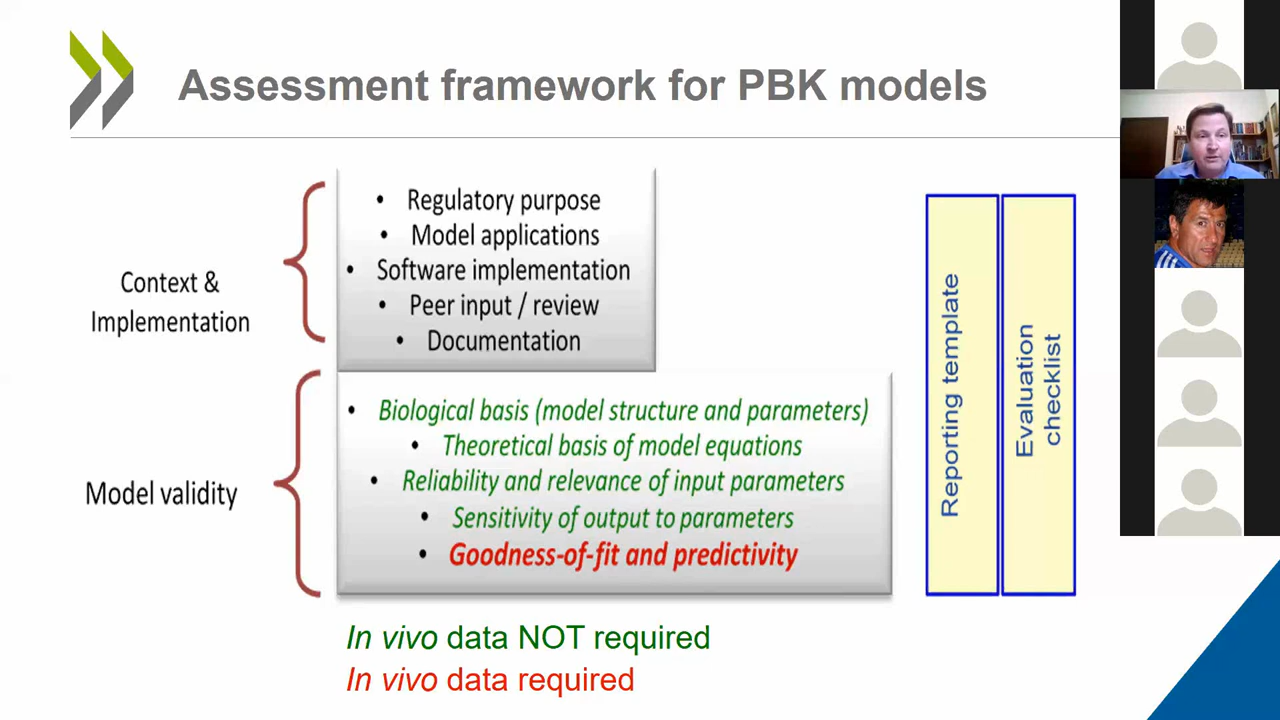 Assessment framework for PBK models
Context &
Implementation
• Regulatory purpose
• Model applications
• Software implementation
• Peer input / review
• Documentation
Model validity
• Biological basis (model structure and parameters)
• Theoretical basis of model equations
• Reliability and relevance of input parameters
• Sensitivity of output to parameters
• Goodness-of-fit and predictivity
Reporting template
Evaluation
checklist
In vivo data NOT required
In vivo data required